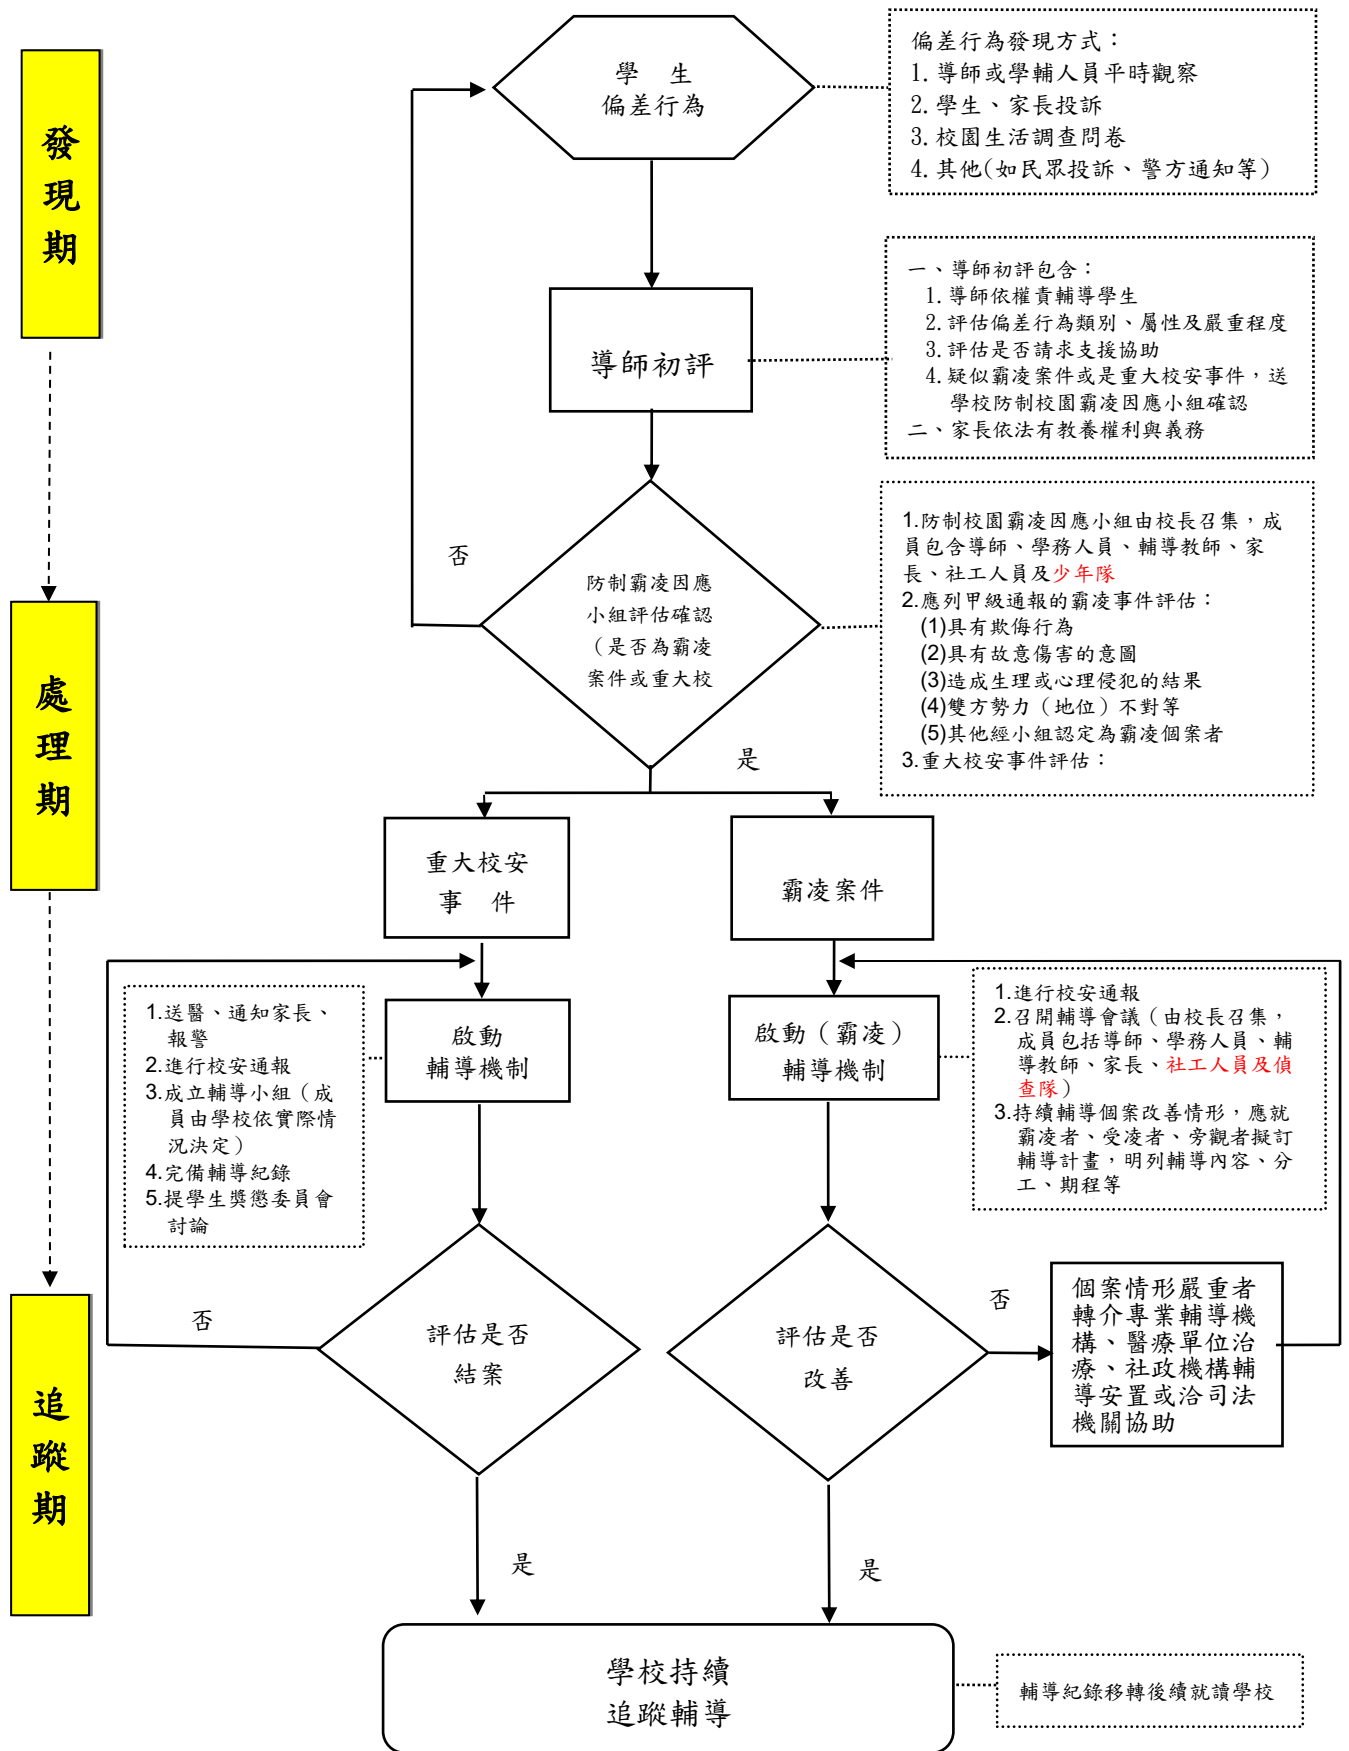 發
現
期
處
理
期
追
蹤
期
學　生
偏差行為
偏差行為發現方式：
1.導師或學輔人員平時觀察
2.學生、家長投訴
3.校園生活調查問卷
4.其他(如民眾投訴、警方通知等)
導師初評
一、導師初評包含：
1.導師依權責輔導學生
2.評估偏差行為類別、屬性及嚴重程度
3.評估是否請求支援協助
4.疑似霸凌案件或是重大校安事件，送
學校防制校園霸凌因應小組確認
二、家長依法有教養權利與義務
否
防制霸凌因應
小組評估確認
（是否為霸凌
案件或重大校
是
1.防制校園霸凌因應小組由校長召集，成
員包含導師、學務人員、輔導教師、家
長、社工人員及少年隊
2.應列甲級通報的霸凌事件評估：
(1)具有欺侮行為
(2)具有故意傷害的意圖
(3)造成生理或心理侵犯的結果
(4)雙方勢力（地位）不對等
(5)其他經小組認定為霸凌個案者
3.重大校安事件評估：
重大校安
事　件
霸凌案件
1.送醫、通知家長、
報警
2.進行校安通報
3.成立輔導小組（成
員由學校依實際情
況決定）
4.完備輔導紀錄
5.提學生獎懲委員會
討論
啟動
輔導機制
啟動（霸凌）
輔導機制
1.進行校安通報
2.召開輔導會議（由校長召集，
成員包括導師、學務人員、輔
導教師、家長、社工人員及偵
查隊）
3.持續輔導個案改善情形，應就
霸凌者、受凌者、旁觀者擬訂
輔導計畫，明列輔導內容、分
工、期程等
否
評估是否
結案
評估是否
改善
否
個案情形嚴重者
轉介專業輔導機
構、醫療單位治
療、社政機構輔
導安置或洽司法
機關協助
是
是
學校持續
追蹤輔導
輔導紀錄移轉後續就讀學校